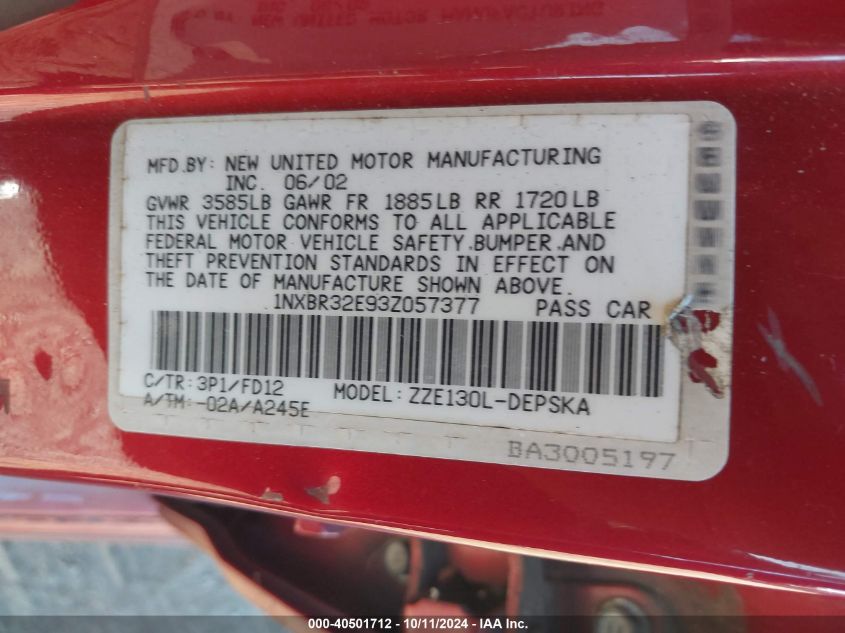 MFD.BY: NEW UNITED MOTOR MANUFACTURING
INC. 06/02
GVWR 3585LB GAWR FR 1885LB RR 1720LB
THIS VEHICLE CONFORMS TO ALL APPLICABLE
FEDERAL MOTOR VEHICLE SAFETY.BUMPER.AND
THEFT PREVENTION STANDARDS IN EFFECT ON
THE DATE OF MANUFACTURE SHOWN ABOVE.
1NXBR32E93Z057377 PASS CAR
C/TR:3P1/FD12 MODEL:ZZE130L-DEPSKA
A/TM:-02A/A245E
BA3005197
000-40501712 - 10/11/2024 - IAA Inc.